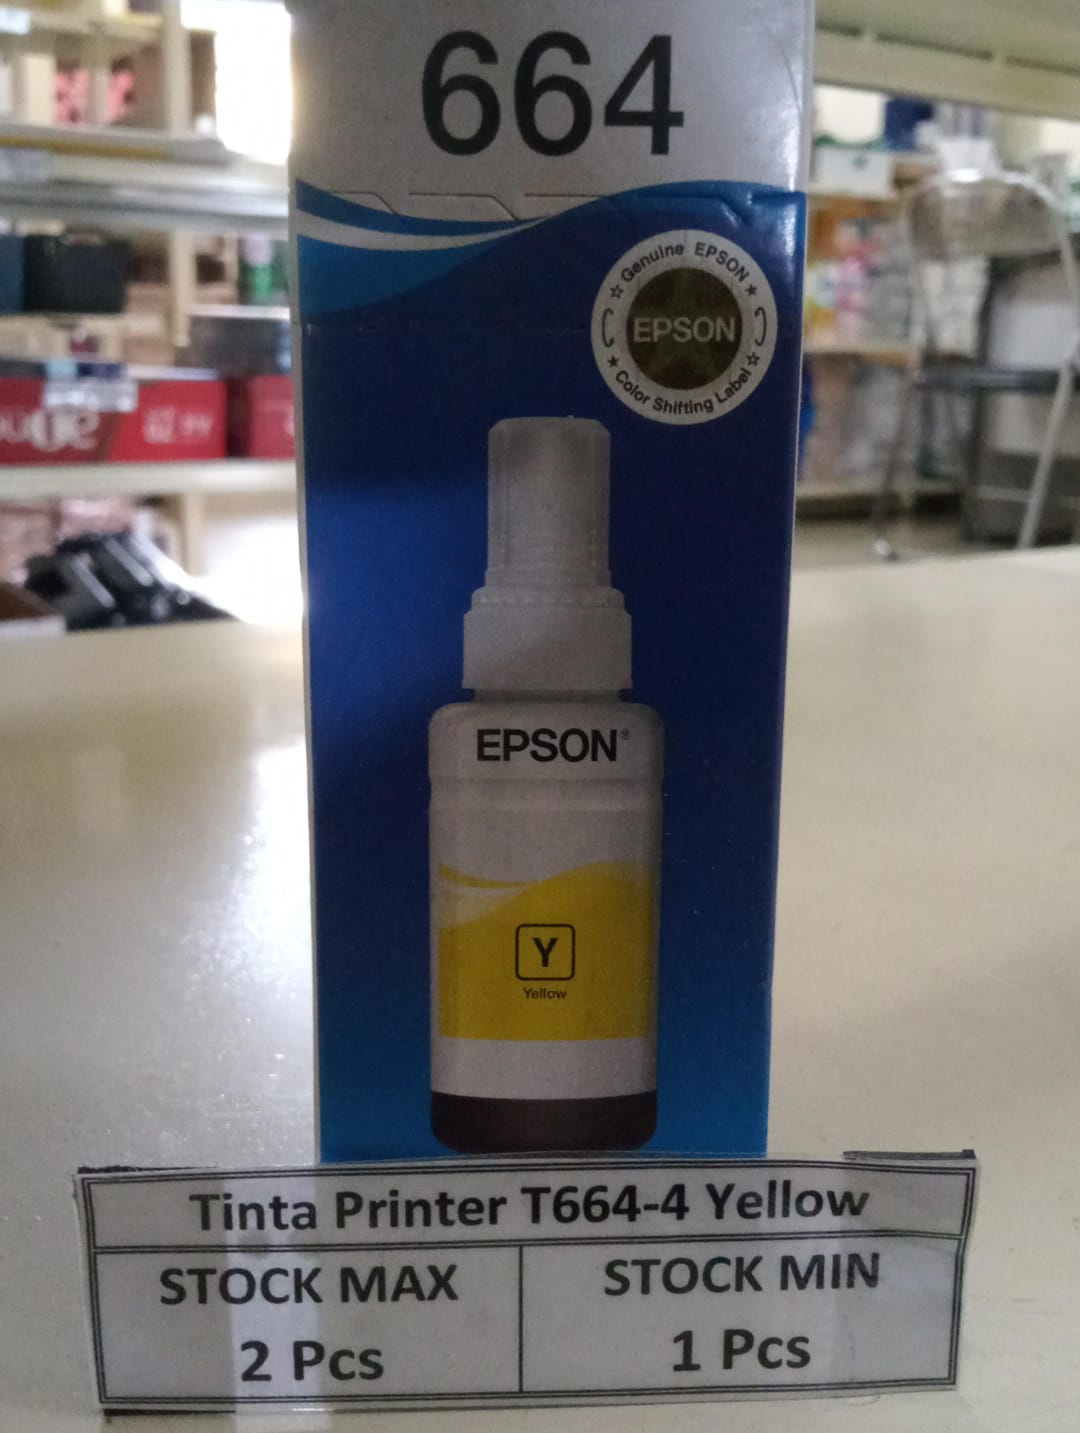 664
Genuine EPSON
EPSON
Color Shifting Label
EPSON®
Y
Yellow
Tinta Printer T664-4 Yellow
STOCK MAX
STOCK MIN
2 Pcs
1 Pcs